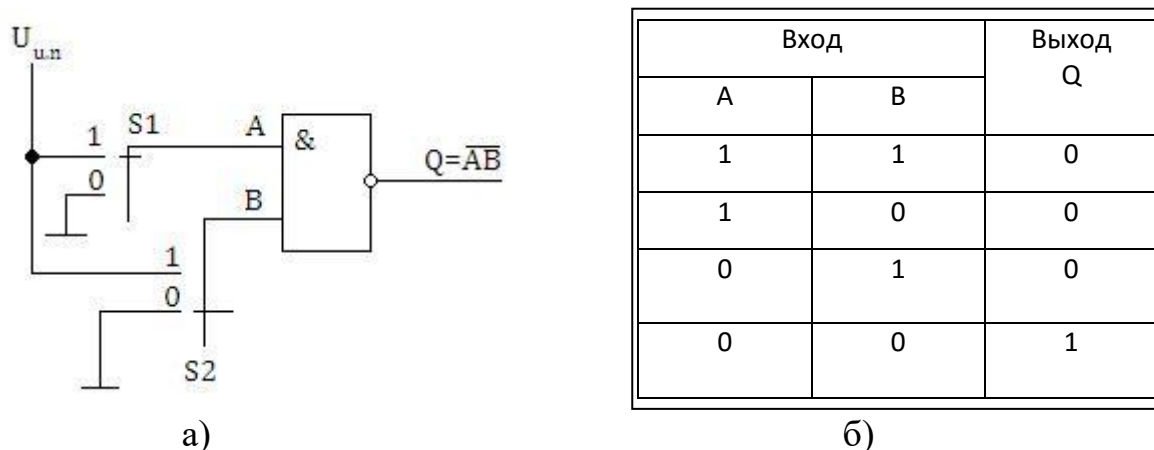 U и.п
1 S1 A &
0 Q=A̅B̅
B
1
0
S2
а)
Вход Выход
Q
A B
1 1 0
1 0 0
0 1 0
0 0 1
б)